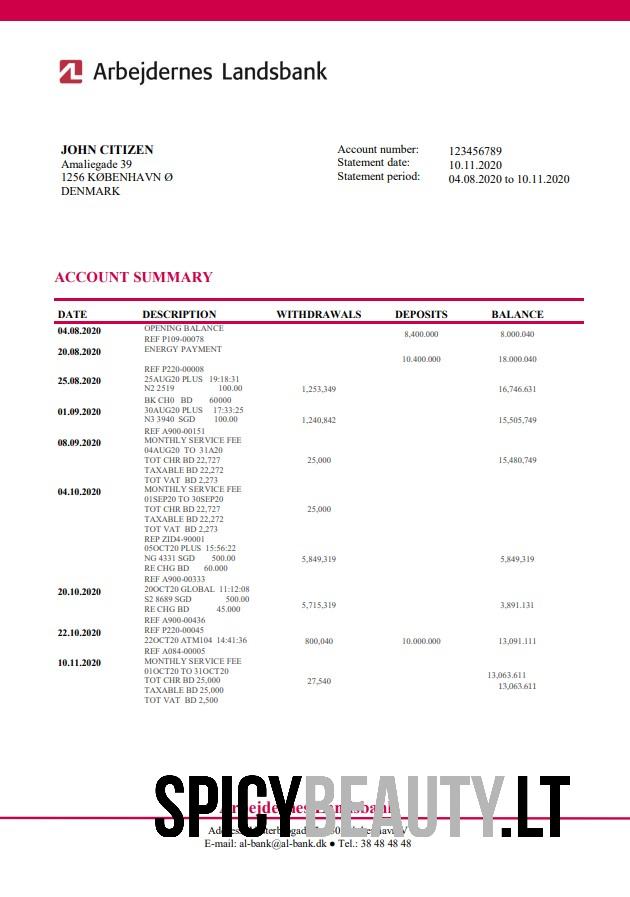 Arbejdernes Landsbank
JOHN CITIZEN
Amaliegade 39
1256 KØBENHAVN Ø
DENMARK
Account number: 123456789
Statement date: 10.11.2020
Statement period: 04.08.2020 to 10.11.2020
ACCOUNT SUMMARY
DATE DESCRIPTION WITHDRAWALS DEPOSITS BALANCE
04.08.2020 OPENING BALANCE 8,400.000 8.000.040
REF P109-00078
20.08.2020 ENERGY PAYMENT
10.400.000 18.000.040
REF P220-00008
25.08.2020 25AUG20 PLUS 19:18:31
N2 2519 100.00 1,253,349 16,746.631
BK CH0 BD 60000
01.09.2020 30AUG20 PLUS 17:33:25
N3 3940 SGD 100.00 1,240,842 15,505,749
REF A900-00151
08.09.2020 MONTHLY SERVICE FEE
04AUG20 TO 31A20
TOT CHR BD 22,727 25,000 15,480,749
TAXABLE BD 22,272
TOT VAT BD 2,273
04.10.2020 MONTHLY SERVICE FEE
01SEP20 TO 30SEP20
TOT CHR BD 22,727 25,000
TAXABLE BD 22,272
TOT VAT BD 2,273
REP ZID4-90001
05OCT20 PLUS 15:56:22
NG 4331 SGD 500.00 5,849,319 5,849,319
RE CHG BD 60.000
REF A900-00333
20.10.2020 20OCT20 GLOBAL 11:12:08
S2 8689 SGD 500.00
RE CHG BD 45.000 5,715,319 3,891.131
REF A900-00436
22.10.2020 REF P220-00045
22OCT20 ATM104 14:41:36 800,040 10.000.000 13,091.111
REF A084-00005
10.11.2020 MONTHLY SERVICE FEE
01OCT20 TO 31OCT20 13,063.611
TOT CHR BD 25,000 27,540
TAXABLE BD 25,000 13,063.611
TOT VAT BD 2,500
SPICYBEAUTY.LT
E-mail: al-bank@al-bank.dk ● Tel.: 38 48 48 48